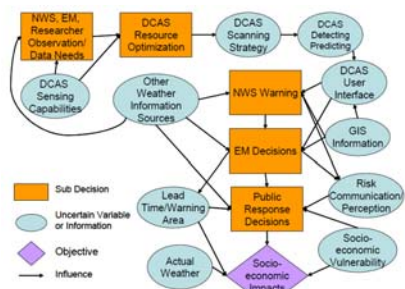 NWS, EM,
Researcher
Observation/
Data Needs
DCAS
Resource
Optimization
DCAS
Scanning
Strategy
DCAS
Detecting
Predicting
DCAS
Sensing
Capabilities
Other
Weather
Information
Sources
NWS Warning
DCAS
User
Interface
GIS
Information
EM Decisions
Lead
Time/Warning
Area
Public
Response
Decisions
Risk
Communication/
Perception
Actual
Weather
Socio-
economic
Impacts
Socio-
economic
Vulnerability
Sub Decision
Uncertain Variable
or Information
Objective
Influence